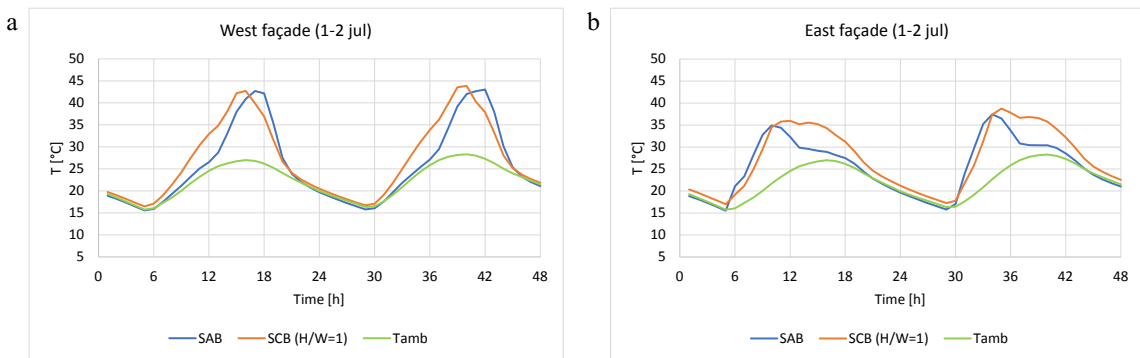 a
West façade (1-2 jul)
T [°C]
50
45
40
35
30
25
20
15
10
5
0 6 12 18 24 30 36 42 48
Time [h]
SAB SCB (H/W=1) Tamb
b
East façade (1-2 jul)
T [°C]
50
45
40
35
30
25
20
15
10
5
0 6 12 18 24 30 36 42 48
Time [h]
SAB SCB (H/W=1) Tamb